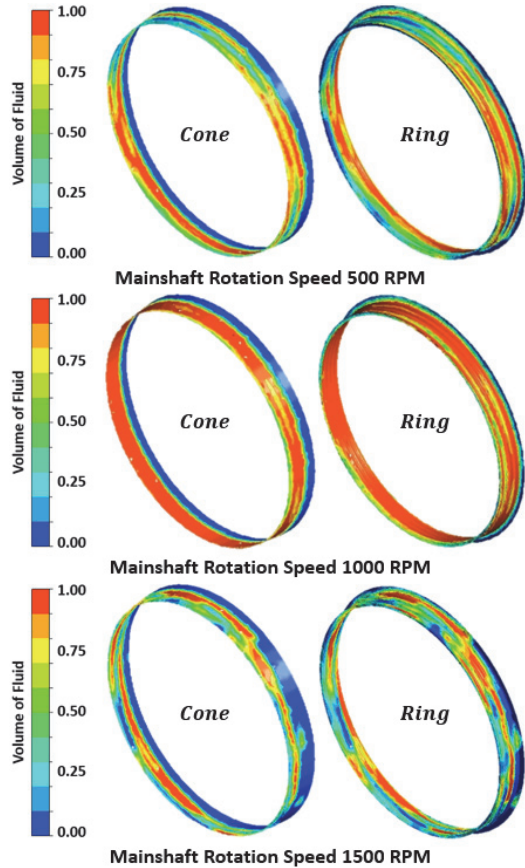 Volume of Fluid
1.00
0.75
0.50
0.25
0.00
Cone
Ring
Mainshaft Rotation Speed 500 RPM
Volume of Fluid
1.00
0.75
0.50
0.25
0.00
Cone
Ring
Mainshaft Rotation Speed 1000 RPM
Volume of Fluid
1.00
0.75
0.50
0.25
0.00
Cone
Ring
Mainshaft Rotation Speed 1500 RPM